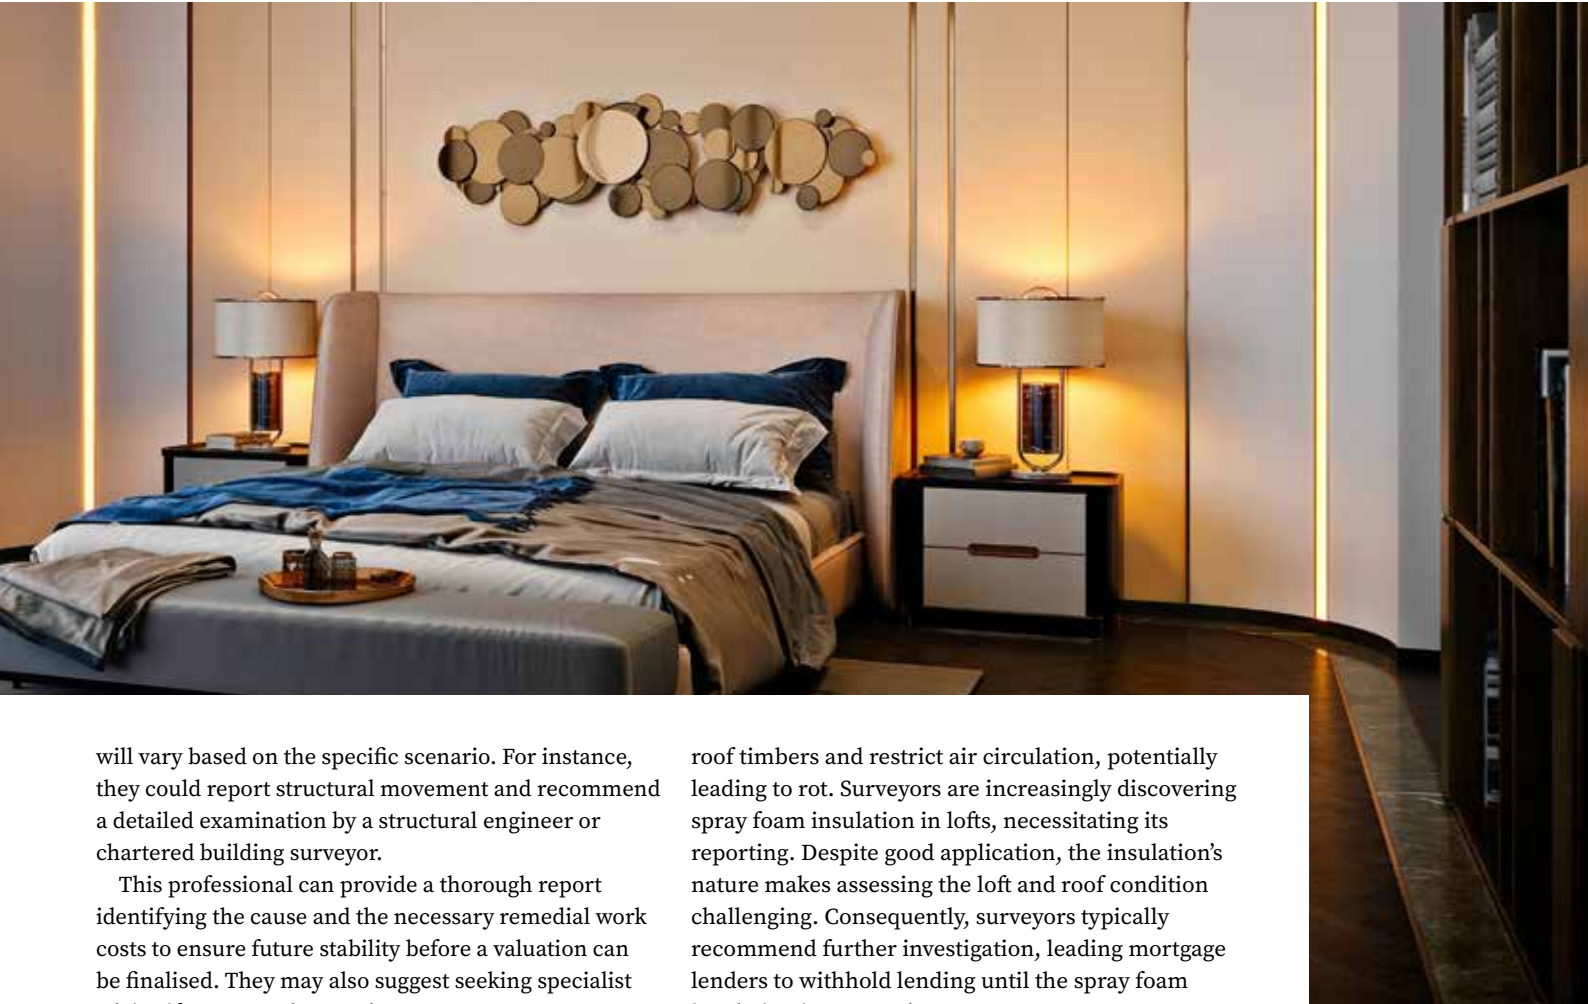 will vary based on the specific scenario. For instance,
they could report structural movement and recommend
a detailed examination by a structural engineer or
chartered building surveyor.
This professional can provide a thorough report
identifying the cause and the necessary remedial work
costs to ensure future stability before a valuation can
be finalised. They may also suggest seeking specialist
roof timbers and restrict air circulation, potentially
leading to rot. Surveyors are increasingly discovering
spray foam insulation in lofts, necessitating its
reporting. Despite good application, the insulation’s
nature makes assessing the loft and roof condition
challenging. Consequently, surveyors typically
recommend further investigation, leading mortgage
lenders to withhold lending until the spray foam